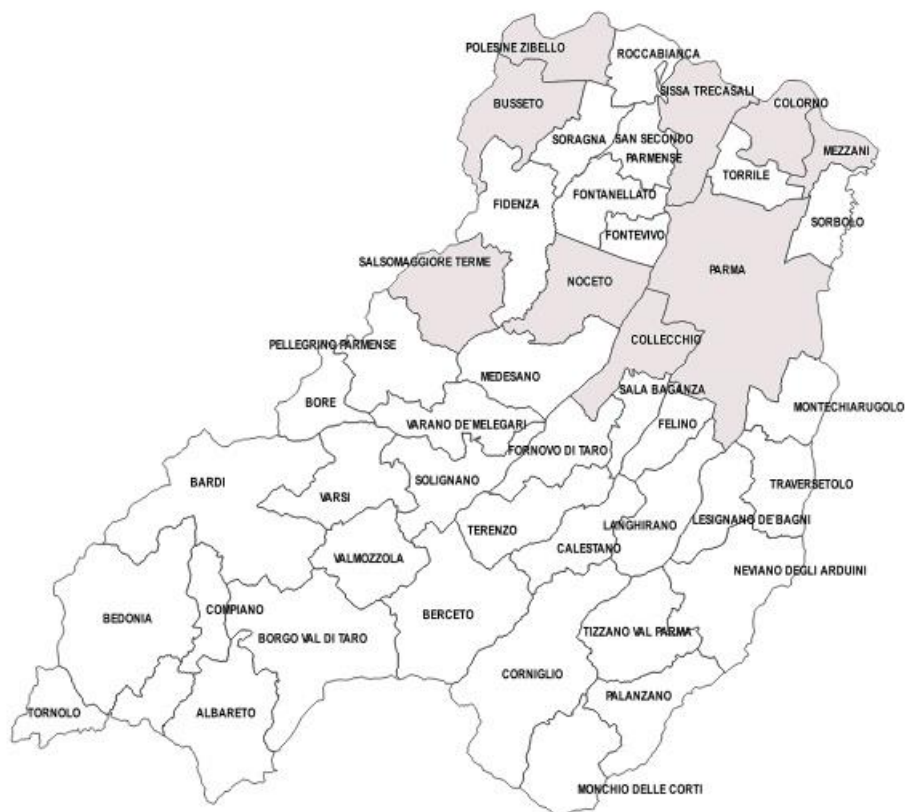 POLESINE ZIBELLO
ROCCABIANCA
BUSSETO
SISSA TRECASALI
COLORNO
SORAGNA
SAN SECONDO
PARMENSE
MEZZANI
TORRILE
FIDENZA
FONTANELLATO
SORBOLO
FONTEVIVO
SALSOMAGGIORE TERME
NOCETO
PARMA
PELLEGRINO PARMENSE
COLLECCHIO
MEDESANO
SALA BAGANZA
BORE
MONTECHIARUGOLO
VARANO DE'MELEGARI
FELINO
FORNOVO DI TARO
BARDI
VARSI
SOLIGNANO
TRAVERSETOLO
TERENZO
LANGHIRANO
LESIGNANO DE'BAGNI
CALESTANO
VALMOZZOLA
NEVIANO DEGLI ARDUINI
COMPIANO
BEDONIA
BERCETO
BORGO VAL DI TARO
TIZZANO VAL PARMA
CORNIGLIO
PALANZANO
TORNOLO
ALBARETO
MONCHIO DELLE CORTI